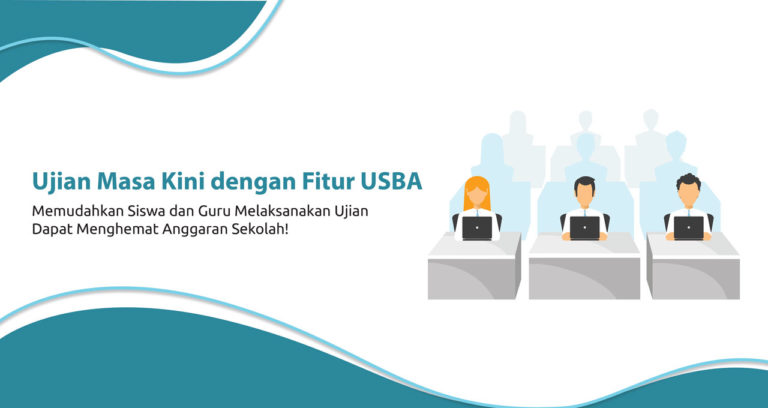 Ujian Masa Kini dengan Fitur USBA
Memudahkan Siswa dan Guru Melaksanakan Ujian
Dapat Menghemat Anggaran Sekolah!